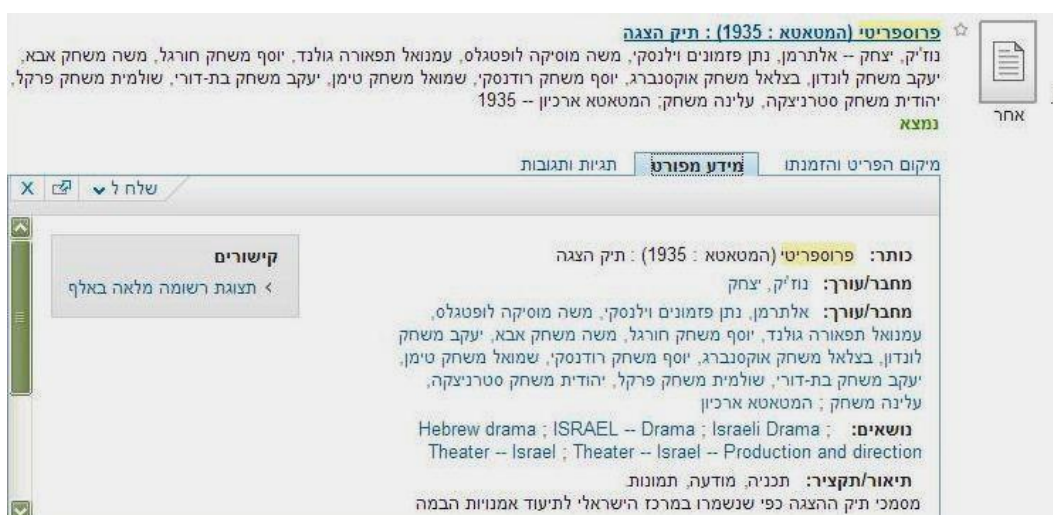 פרוספריטי (המטאטא : 1935) : תיק הצגה
נוז'יק, יצחק -- אלתרמן, נתן פזמונים וילנסקי, משה מוסיקה לופטגלס, עמנואל תפאורה גולנד, יוסף משחק חורגל, משה משחק אבא,
יעקב משחק לונדון, בצלאל משחק אוקסנברג, יוסף משחק רודנסקי, שמואל משחק טימן, יעקב משחק בת-דורי, שולמית משחק פרקל,
יהודית משחק סטרניצקה, עלינה משחק; המטאטא ארכיון -- 1935
נמצא
אחר
מיקום הפריט והזמנתו
מידע מפורט
תגיות ותגובות
שלח ל
X
כותר: פרוספריטי (המטאטא : 1935) : תיק הצגה
מחבר/עורך: נוז'יק, יצחק
מחבר/עורך: אלתרמן, נתן פזמונים וילנסקי, משה מוסיקה לופטגלס,
עמנואל תפאורה גולנד, יוסף משחק חורגל, משה משחק אבא, יעקב משחק
לונדון, בצלאל משחק אוקסנברג, יוסף משחק רודנסקי, שמואל משחק טימן,
יעקב משחק בת-דורי, שולמית משחק פרקל, יהודית משחק סטרניצקה,
עלינה משחק ; המטאטא ארכיון
נושאים: Hebrew drama ; ISRAEL -- Drama ; Israeli Drama ;
Theater -- Israel ; Theater -- Israel -- Production and direction
תיאור/תקציר: תכניה, מודעה, תמונות.
מסמכי תיק ההצגה כפי שנשמרו במרכז הישראלי לתיעוד אמנויות הבמה
קישורים
תצוגת רשומה מלאה באלף